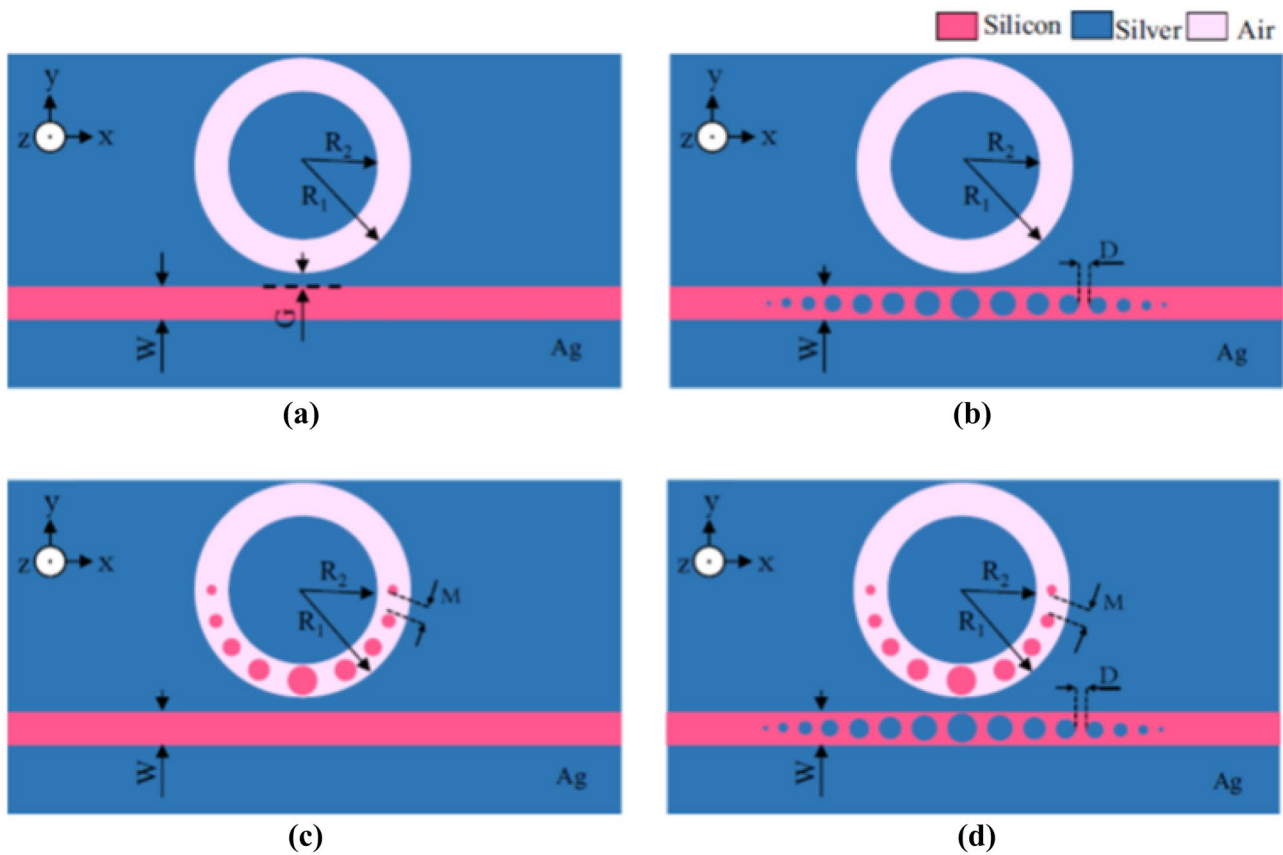 Silicon Silver Air
y
z x
R2
R1
W
G
Ag
(a)
y
z x
R2
R1
D
W
Ag
(b)
y
z x
R2
R1
M
W
Ag
(c)
y
z x
R2
R1
M
D
W
Ag
(d)